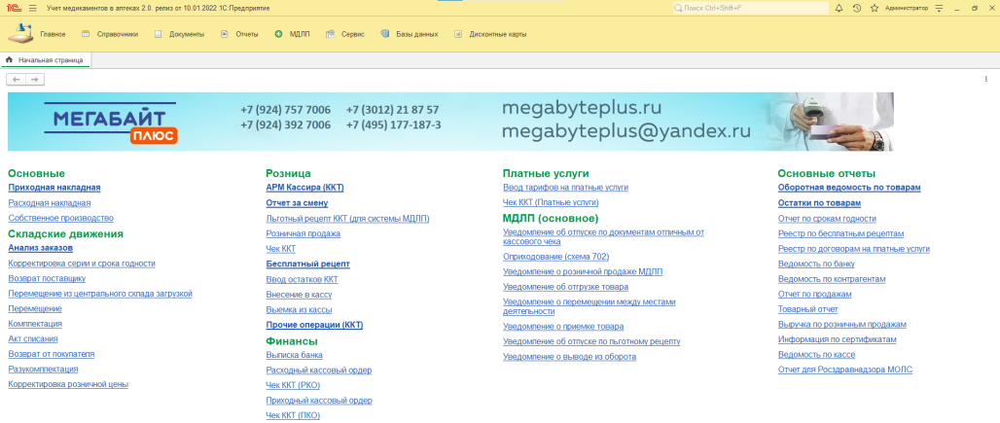 1С Учет медикаментов в аптеках 2.0. релиз от 10.01.2022 1С:Предприятие
Поиск Ctrl+Shift+F
Администратор
Главное Справочники Документы Отчеты МДЛП Сервис Базы данных Дисконтные карты
Начальная страница
МЕГАБАЙТ
ПЛЮС
+7 (924) 757 7006 +7 (3012) 21 87 57
+7 (924) 392 7006 +7 (495) 177-187-3
megabyteplus.ru
megabyteplus@yandex.ru
Основные
Приходная накладная
Расходная накладная
Собственное производство
Складские движения
Анализ заказов
Корректировка серии и срока годности
Возврат поставщику
Перемещение из центрального склада загрузкой
Перемещение
Комплектация
Акт списания
Возврат от покупателя
Разукомплектация
Корректировка розничной цены
Розница
АРМ Кассира (ККТ)
Отчет за смену
Льготный рецепт ККТ (для системы МДЛП)
Розничная продажа
Чек ККТ
Бесплатный рецепт
Ввод остатков ККТ
Внесение в кассу
Выемка из кассы
Прочие операции (ККТ)
Финансы
Выписка банка
Расходный кассовый ордер
Чек ККТ (РКО)
Приходный кассовый ордер
Чек ККТ (ПКО)
Платные услуги
Ввод тарифов на платные услуги
Чек ККТ (Платные услуги)
МДЛП (основное)
Уведомление об отпуске по документам отличным от
кассового чека
Оприходование (схема 702)
Уведомление о розничной продаже МДЛП
Уведомление об отгрузке товара
Уведомление о перемещении между местами
деятельности
Уведомление о приемке товара
Уведомление об отпуске по льготному рецепту
Уведомление о выводе из оборота
Основные отчеты
Оборотная ведомость по товарам
Остатки по товарам
Отчет по срокам годности
Реестр по бесплатным рецептам
Реестр по договорам на платные услуги
Ведомость по банку
Ведомость по контрагентам
Отчет по продажам
Товарный отчет
Выручка по розничным продажам
Информация по сертификатам
Ведомость по кассе
Отчет для Росздравнадзора МОЛС